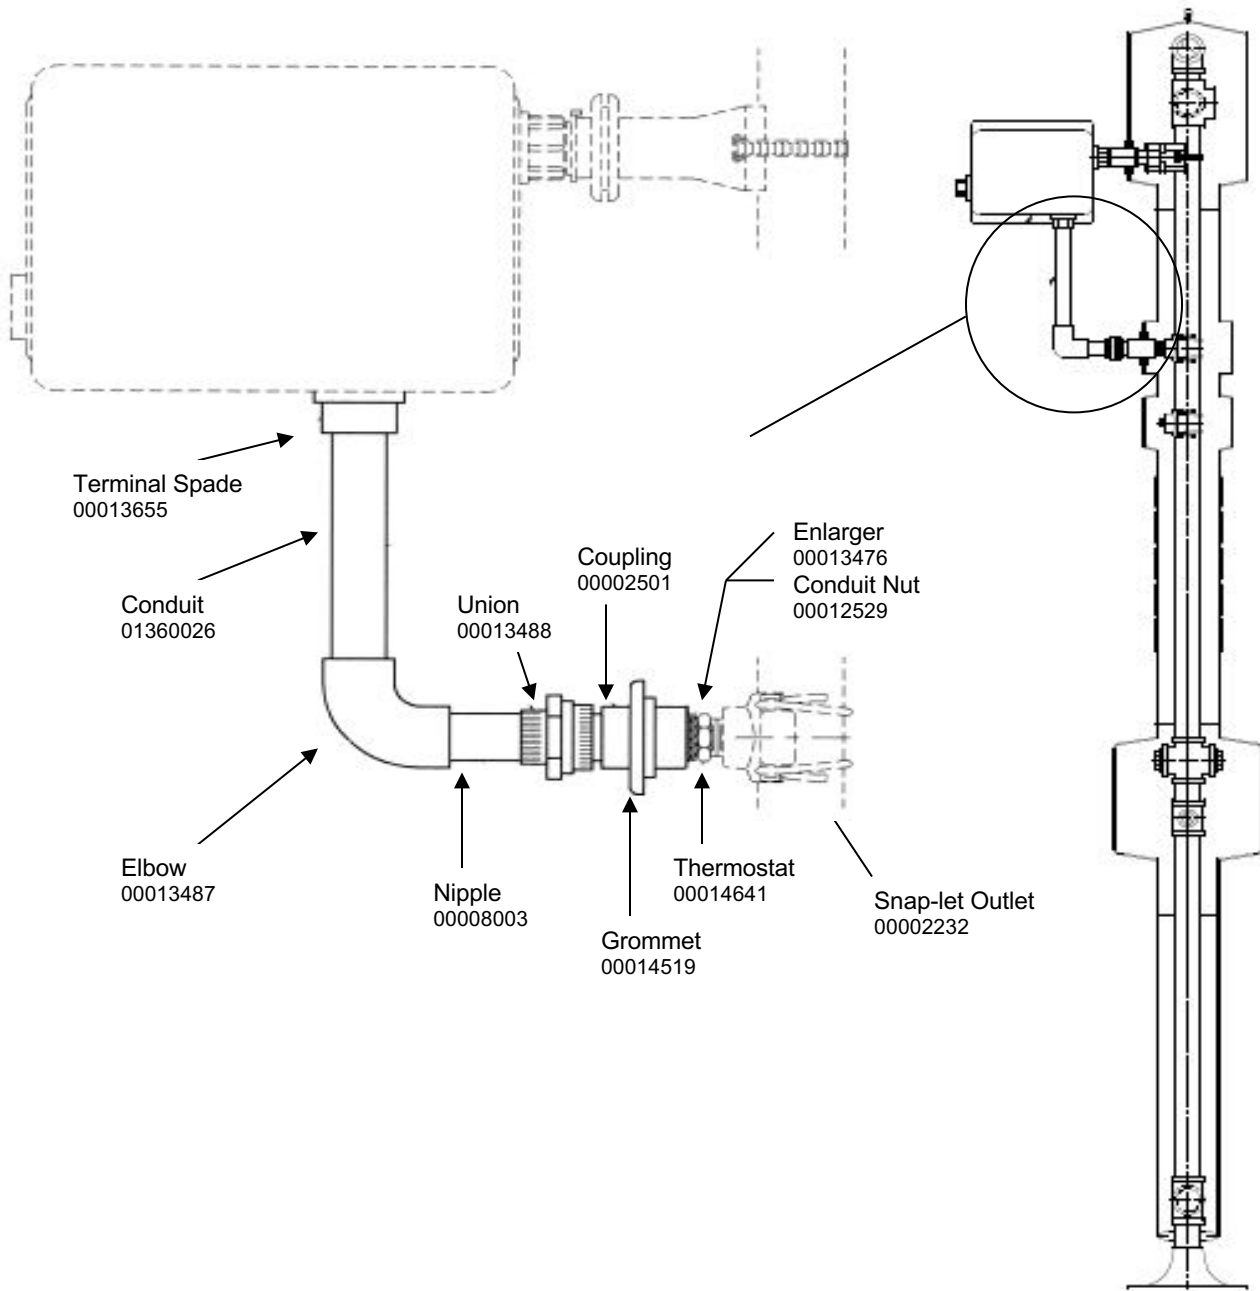 Terminal Spade
00013655
Conduit
01360026
Elbow
00013487
Union
00013488
Nipple
00008003
Coupling
00002501
Grommet
00014519
Enlarger
00013476
Conduit Nut
00012529
Thermostat
00014641
Snap-let Outlet
00002232